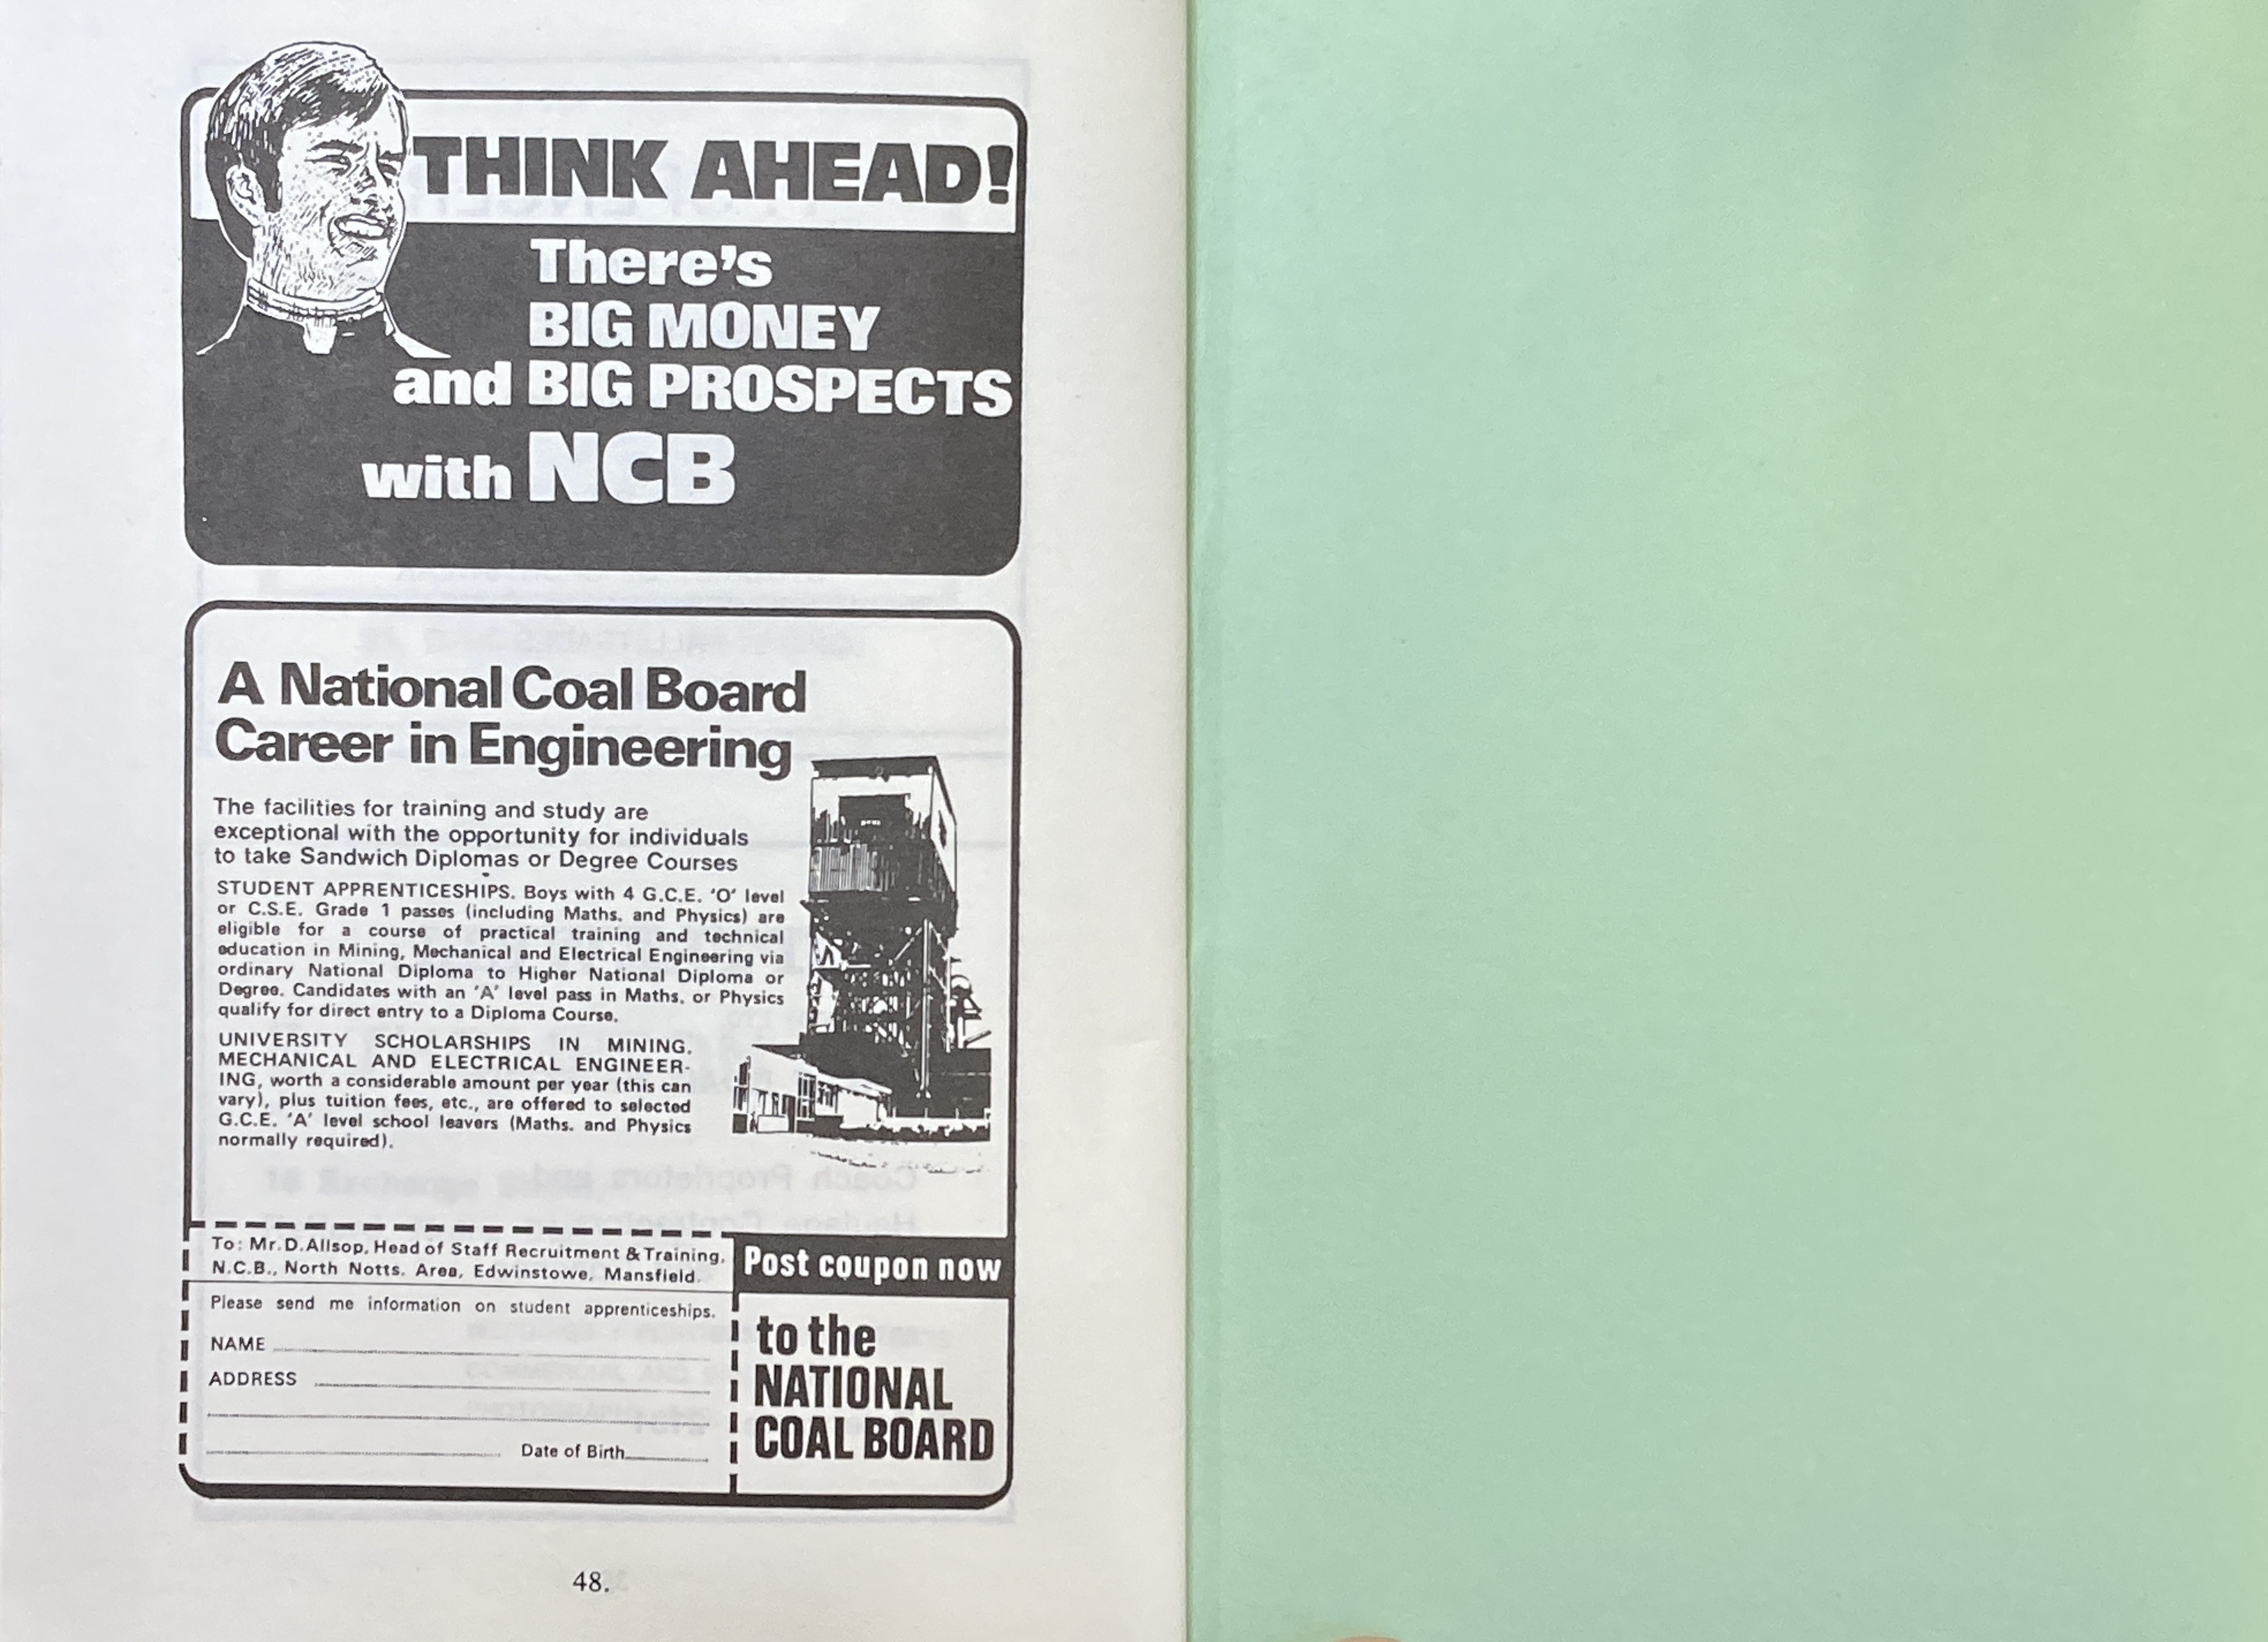 THINK AHEAD!
There's
BIG MONEY
and BIG PROSPECTS
with NCB
A National Coal Board
Career in Engineering
The facilities for training and study are
exceptional with the opportunity for individuals
to take Sandwich Diplomas or Degree Courses
STUDENT APPRENTICESHIPS. Boys with 4 G.C.E. 'O' level
or C.S.E. Grade 1 passes (including Maths. and Physics) are
eligible for a course of practical training and technical
education in Mining, Mechanical and Electrical Engineering via
ordinary National Diploma to Higher National Diploma or
Degree. Candidates with an 'A' level pass in Maths. or Physics
qualify for direct entry to a Diploma Course.
UNIVERSITY SCHOLARSHIPS IN MINING,
MECHANICAL AND ELECTRICAL ENGINEER-
ING, worth a considerable amount per year (this can
vary), plus tuition fees, etc., are offered to selected
G.C.E. 'A' level school leavers (Maths. and Physics
normally required).
To: Mr. D. Allsop, Head of Staff Recruitment & Training,
N.C.B., North Notts. Area, Edwinstowe, Mansfield.
Please send me information on student apprenticeships.
NAME
ADDRESS
Date of Birth
Post coupon now
to the
NATIONAL
COAL BOARD
48.